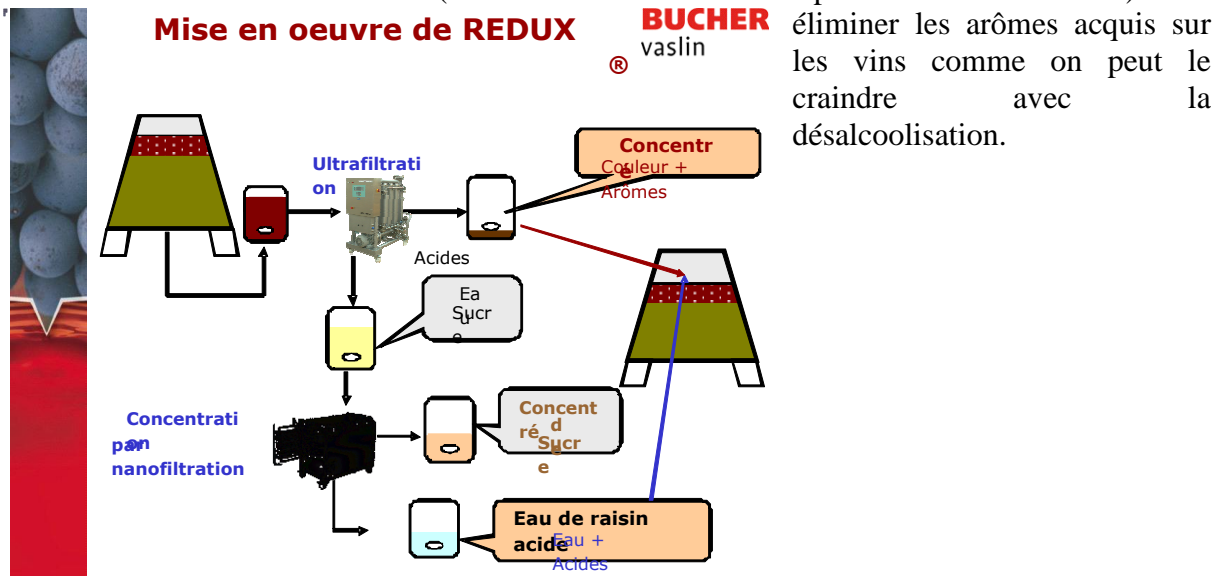 Mise en oeuvre de REDUX
®
BUCHER
vaslin
éliminer les arômes acquis sur
les vins comme on peut le
craindre avec la
désalcoolisation.
Ultrafiltrati
on
Concentr
é
Couleur +
Arômes
Acides
Ea
u
Sucr
e
Concentrati
on
par
nanofiltration
Concent
ré
d
e
Sucr
e
Eau de raisin
acide
Eau +
Acides